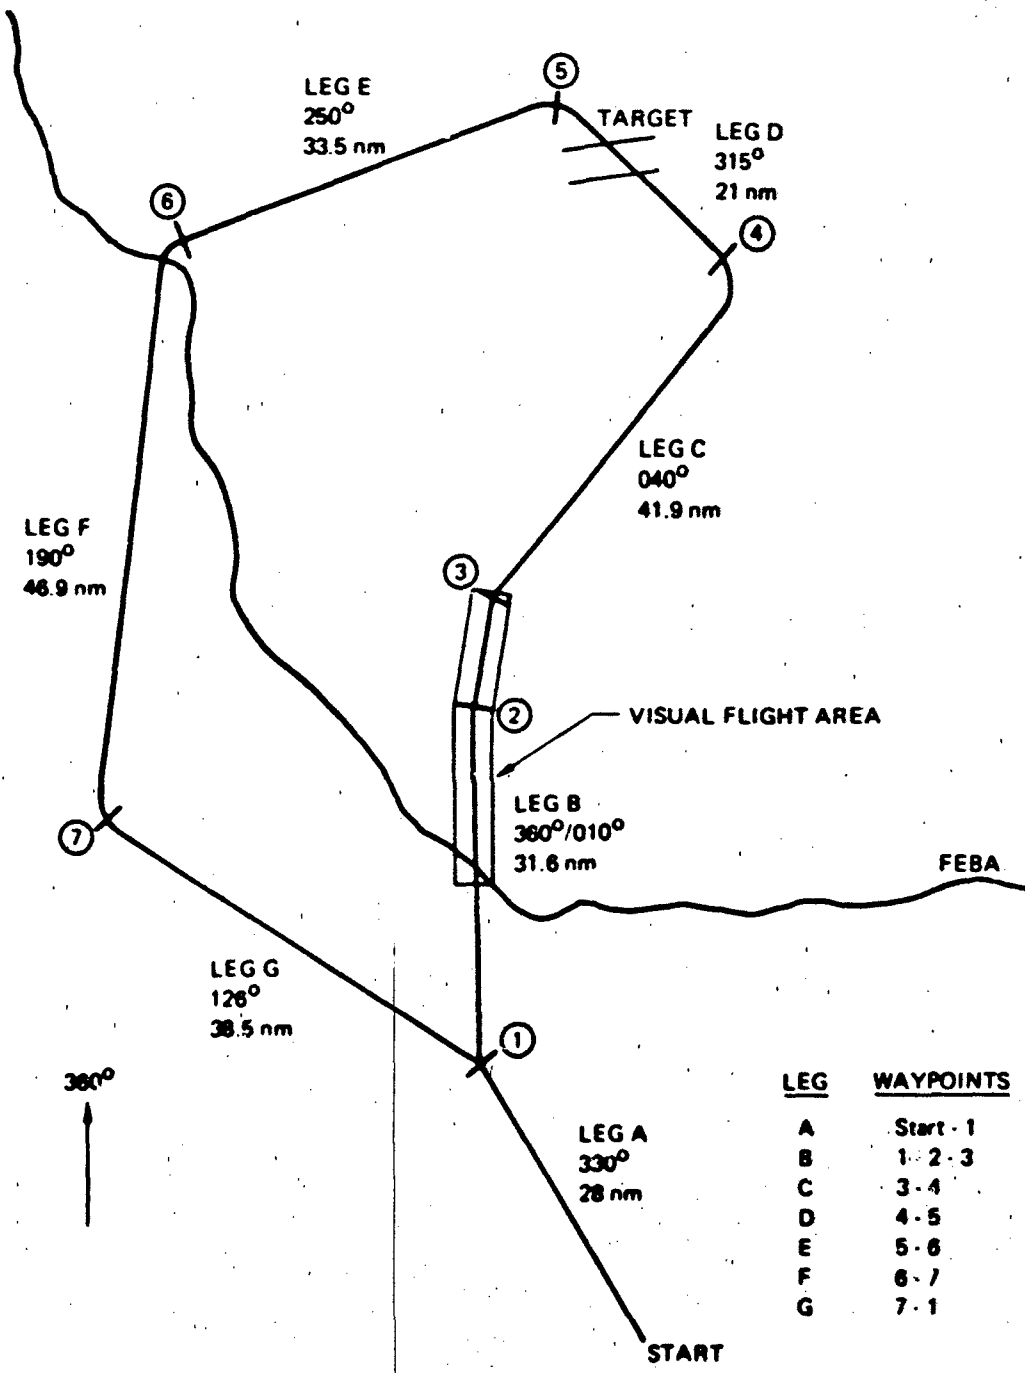 5
LEG E
250°
33.5 nm
TARGET
LEG D
315°
21 nm
6
4
LEG C
040°
41.9 nm
LEG F
190°
46.9 nm
3
2
VISUAL FLIGHT AREA
LEG B
360°/010°
31.6 nm
7
FEBA
LEG G
126°
38.5 nm
1
360°
LEG A
330°
28 nm
START
LEG WAYPOINTS
A Start - 1
B 1 - 2 - 3
C 3 - 4
D 4 - 5
E 5 - 6
F 6 - 7
G 7 - 1